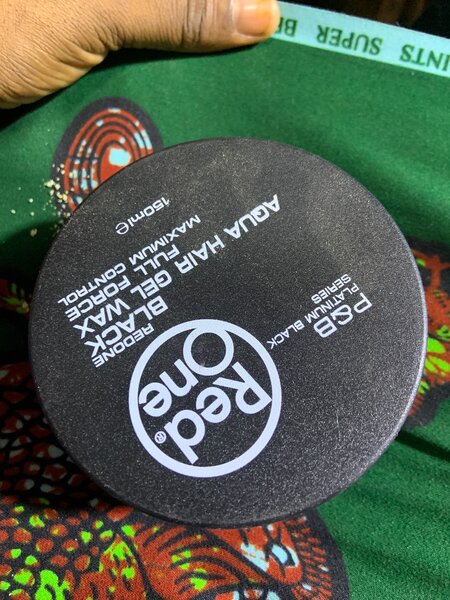 Red
One®
P&B
PLATINUM BLACK
SERIES
REDONE
BLACK
WAX
AQUA HAIR GEL
FULL FORCE
MAXIMUM CONTROL
150ml e
INTS SUPER